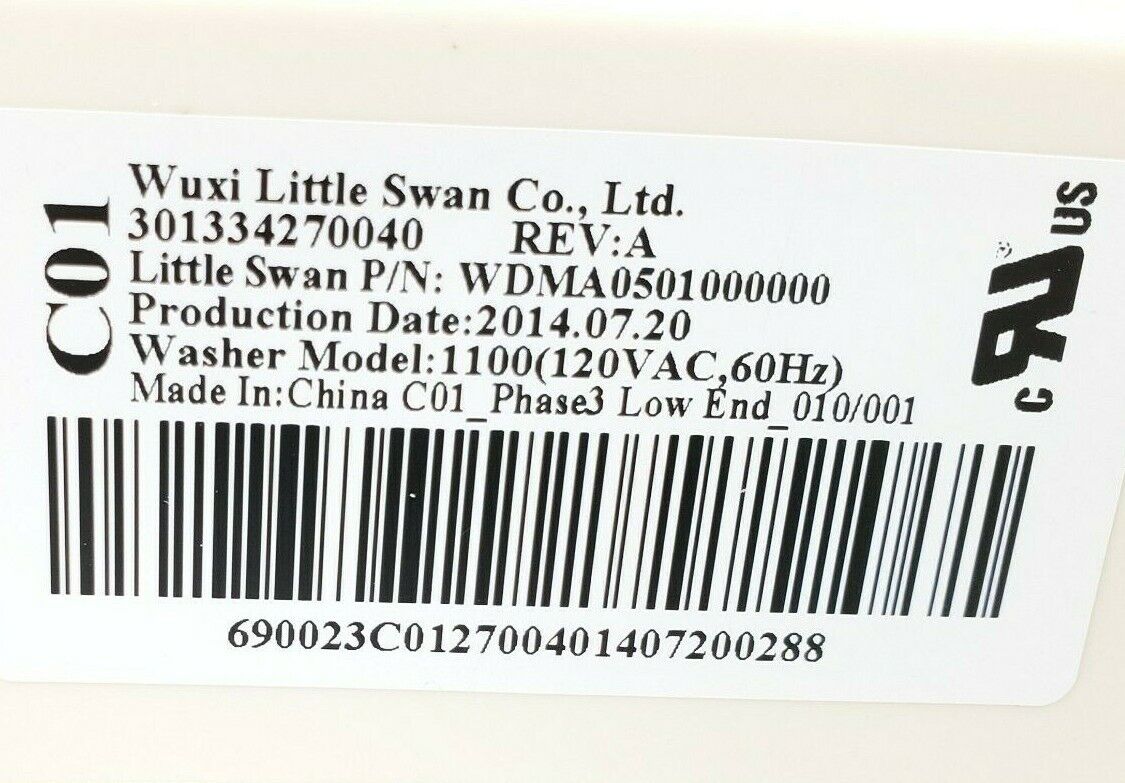 C01
Wuxi Little Swan Co., Ltd.
301334270040 REV:A
Little Swan P/N: WDMA0501000000
Production Date:2014.07.20
Washer Model:1100(120VAC,60Hz)
Made In:China C01_Phase3 Low End_010/001
690023C012700401407200288
c RU us